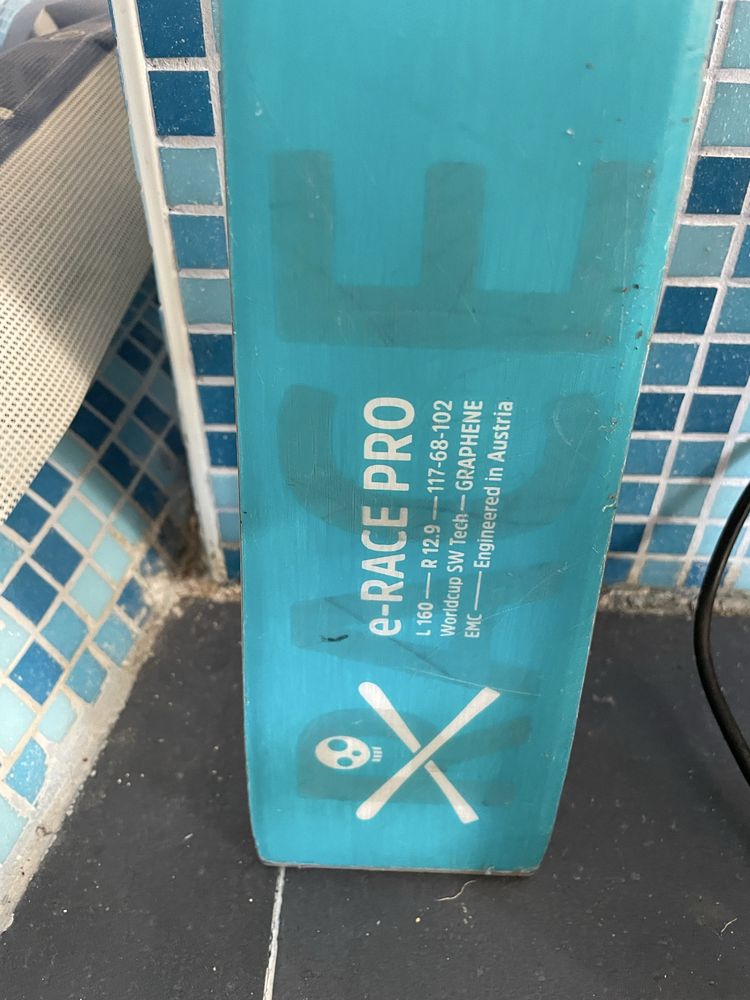 RACE
e-RACE PRO
L 160 — R 12.9 — 117-68-102
Worldcup SW Tech — GRAPHENE
EMC — Engineered in Austria